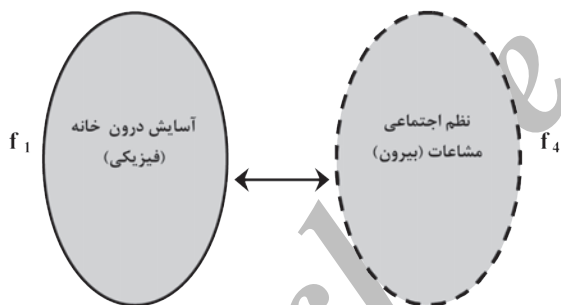 نظم اجتماعی
مشاعات (بیرون)
f 4
آسایش درون خانه
(فیزیکی)
f 1